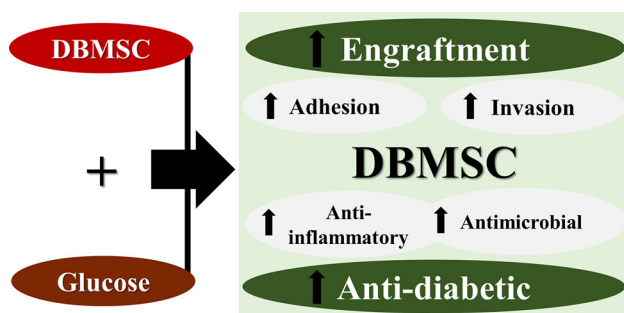 DBMSC
+
Glucose
Engraftment
Adhesion
Invasion
DBMSC
Anti-
inflammatory
Antimicrobial
Anti-diabetic